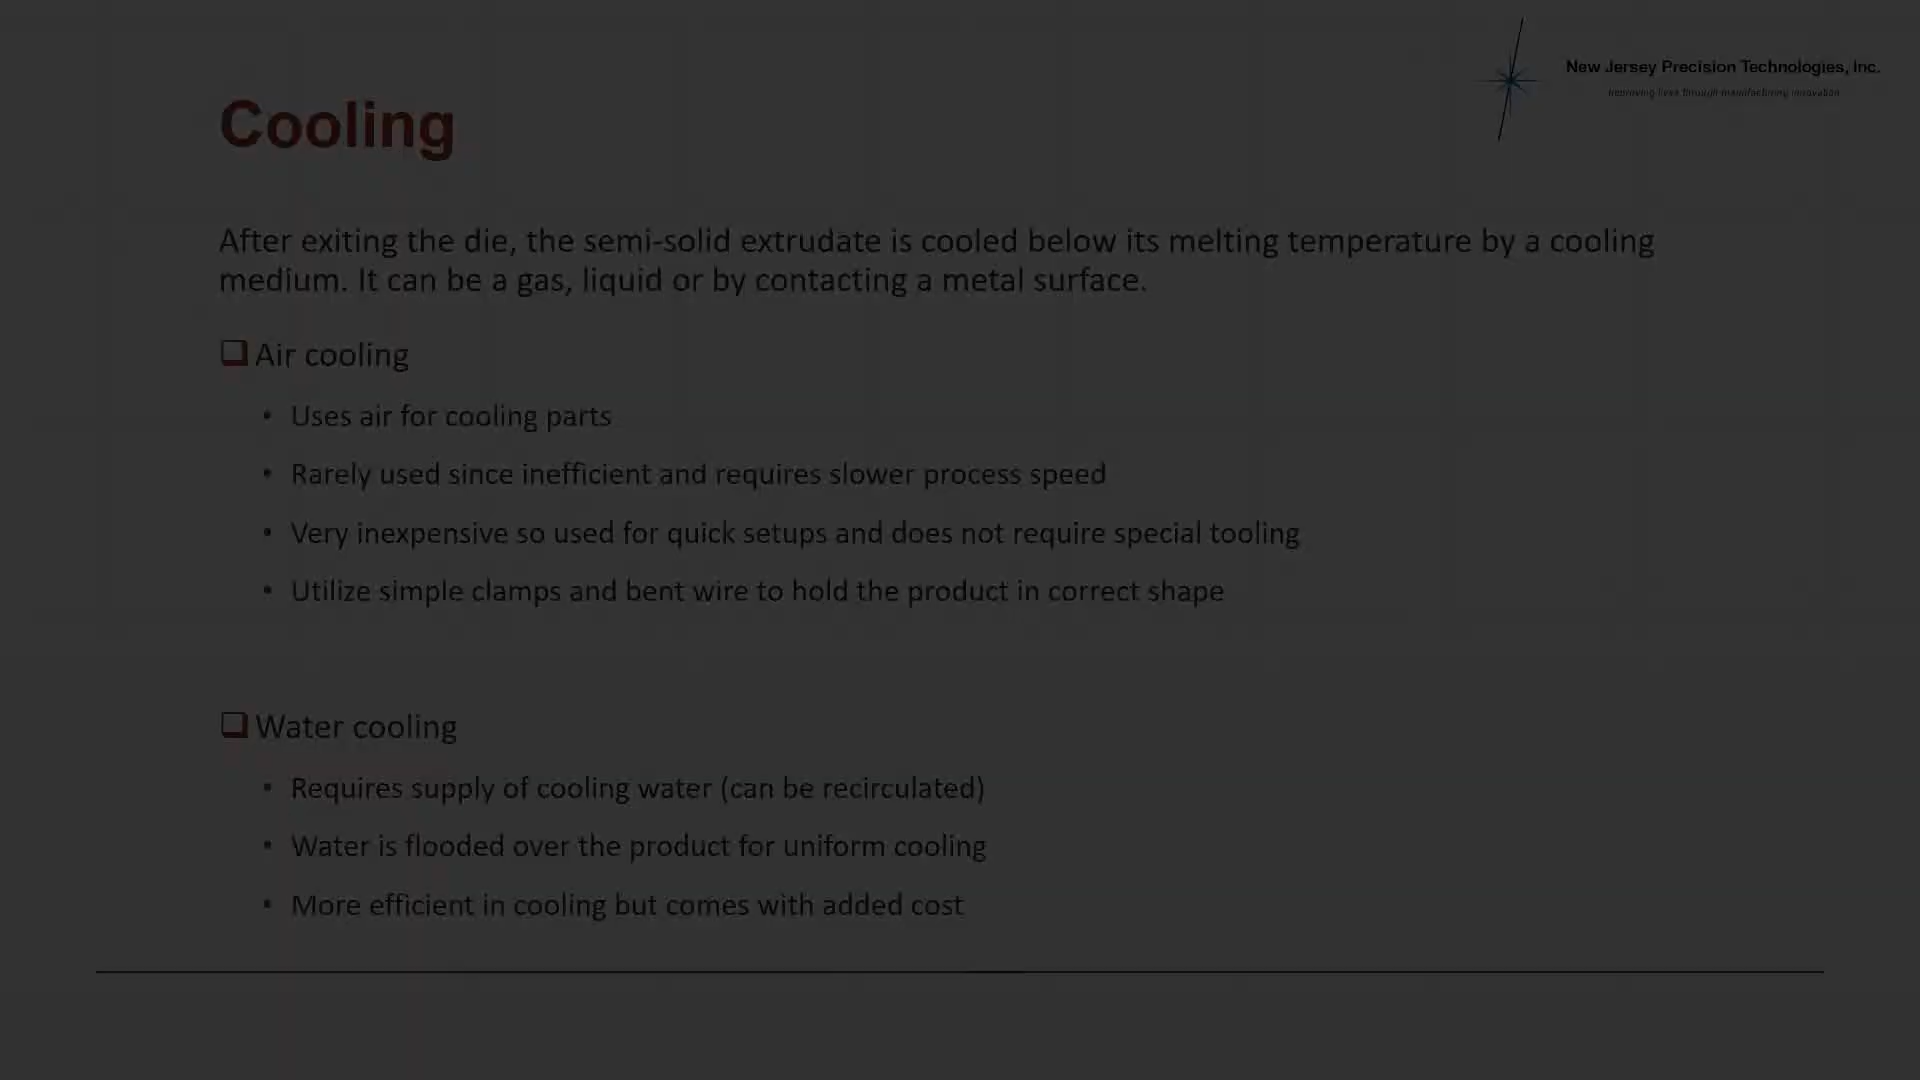 New Jersey Precision Technologies, Inc.
Improving lives through manufacturing innovation
Cooling
After exiting the die, the semi-solid extrudate is cooled below its melting temperature by a cooling
medium. It can be a gas, liquid or by contacting a metal surface.
❑ Air cooling
• Uses air for cooling parts
• Rarely used since inefficient and requires slower process speed
• Very inexpensive so used for quick setups and does not require special tooling
• Utilize simple clamps and bent wire to hold the product in correct shape
❑ Water cooling
• Requires supply of cooling water (can be recirculated)
• Water is flooded over the product for uniform cooling
• More efficient in cooling but comes with added cost